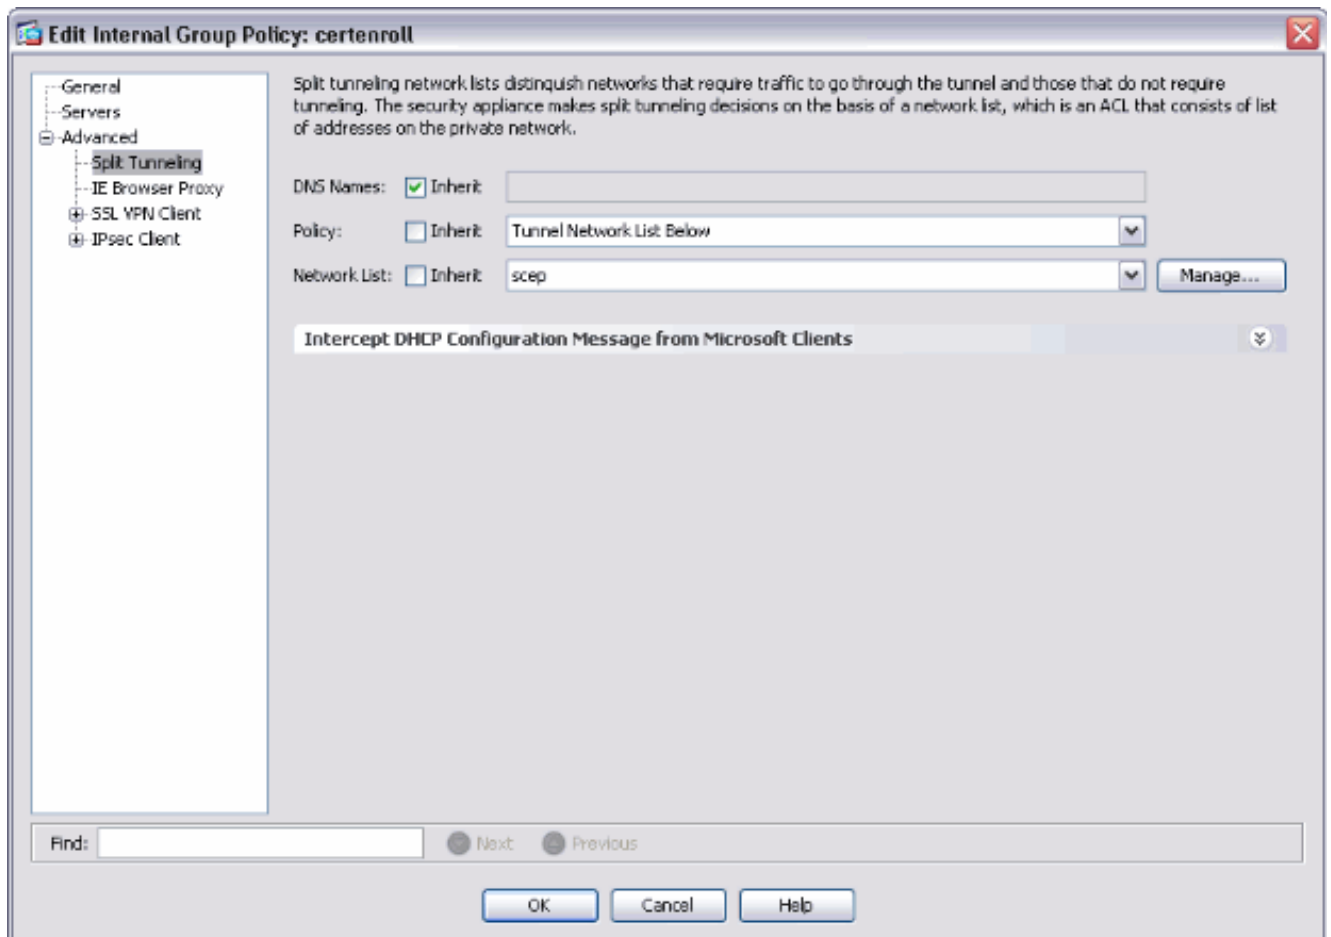 Edit Internal Group Policy: certenroll
General
Servers
Advanced
Split Tunneling
IE Browser Proxy
SSL VPN Client
IPsec Client
Split tunneling network lists distinguish networks that require traffic to go through the tunnel and those that do not require
tunneling. The security appliance makes split tunneling decisions on the basis of a network list, which is an ACL that consists of list
of addresses on the private network.
DNS Names: Inherit
Policy: Inherit Tunnel Network List Below
Network List: Inherit scep Manage...
Intercept DHCP Configuration Message from Microsoft Clients
Find: Next Previous
OK Cancel Help